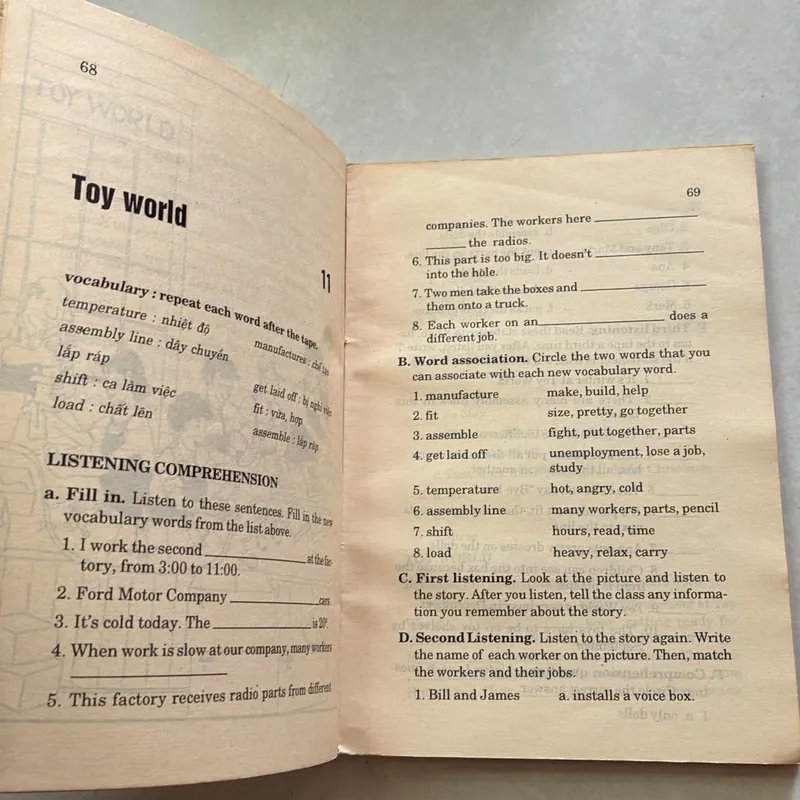 68
Toy world
11
vocabulary : repeat each word after the tape.
temperature : nhiệt độ
manufactures : chế tạo
assembly line : dây chuyền
lắp ráp
shift : ca làm việc
get laid off : bị nghỉ việc
load : chất lên
fit : vừa, hợp
assemble : lắp ráp
LISTENING COMPREHENSION
a. Fill in. Listen to these sentences. Fill in the new
vocabulary words from the list above.
1. I work the second ____ at the fac-
tory, from 3:00 to 11:00.
2. Ford Motor Company ____ cars
3. It's cold today. The ____ is 20°.
4. When work is slow at our company, many workers
____
5. This factory receives radio parts from different
69
companies. The workers here ____
____ the radios.
6. This part is too big. It doesn't ____
into the hole.
7. Two men take the boxes and ____
them onto a truck.
8. Each worker on an ____ does a
different job.
B. Word association. Circle the two words that you
can associate with each new vocabulary word.
1. manufacture make, build, help
2. fit size, pretty, go together
3. assemble fight, put together, parts
4. get laid off unemployment, lose a job,
study
5. temperature hot, angry, cold
6. assembly line many workers, parts, pencil
7. shift hours, read, time
8. load heavy, relax, carry
C. First listening. Look at the picture and listen to
the story. After you listen, tell the class any informa-
tion you remember about the story.
D. Second Listening. Listen to the story again. Write
the name of each worker on the picture. Then, match
the workers and their jobs.
1. Bill and James a. installs a voice box.